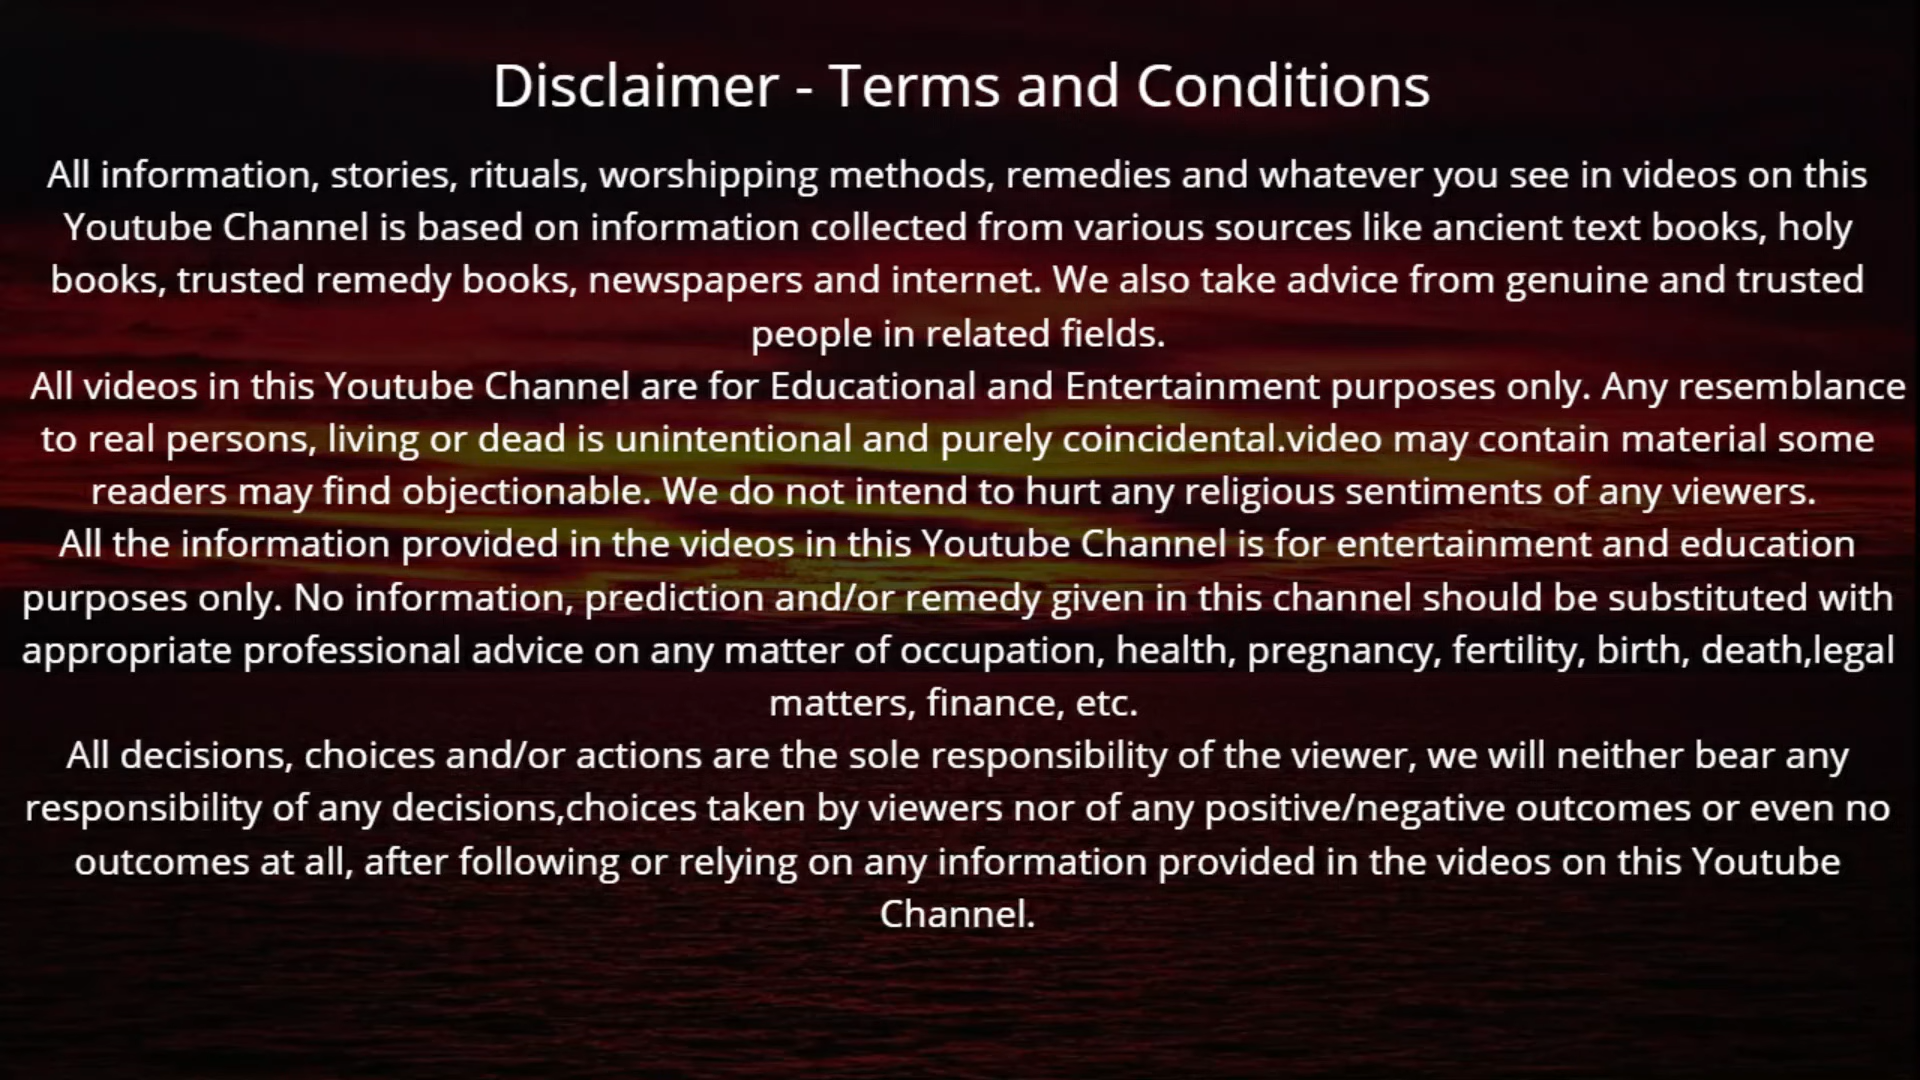 Disclaimer - Terms and Conditions
All information, stories, rituals, worshipping methods, remedies and whatever you see in videos on this
Youtube Channel is based on information collected from various sources like ancient text books, holy
books, trusted remedy books, newspapers and internet. We also take advice from genuine and trusted
people in related fields.
All videos in this Youtube Channel are for Educational and Entertainment purposes only. Any resemblance
to real persons, living or dead is unintentional and purely coincidental.video may contain material some
readers may find objectionable. We do not intend to hurt any religious sentiments of any viewers.
All the information provided in the videos in this Youtube Channel is for entertainment and education
purposes only. No information, prediction and/or remedy given in this channel should be substituted with
appropriate professional advice on any matter of occupation, health, pregnancy, fertility, birth, death,legal
matters, finance, etc.
All decisions, choices and/or actions are the sole responsibility of the viewer, we will neither bear any
responsibility of any decisions,choices taken by viewers nor of any positive/negative outcomes or even no
outcomes at all, after following or relying on any information provided in the videos on this Youtube
Channel.